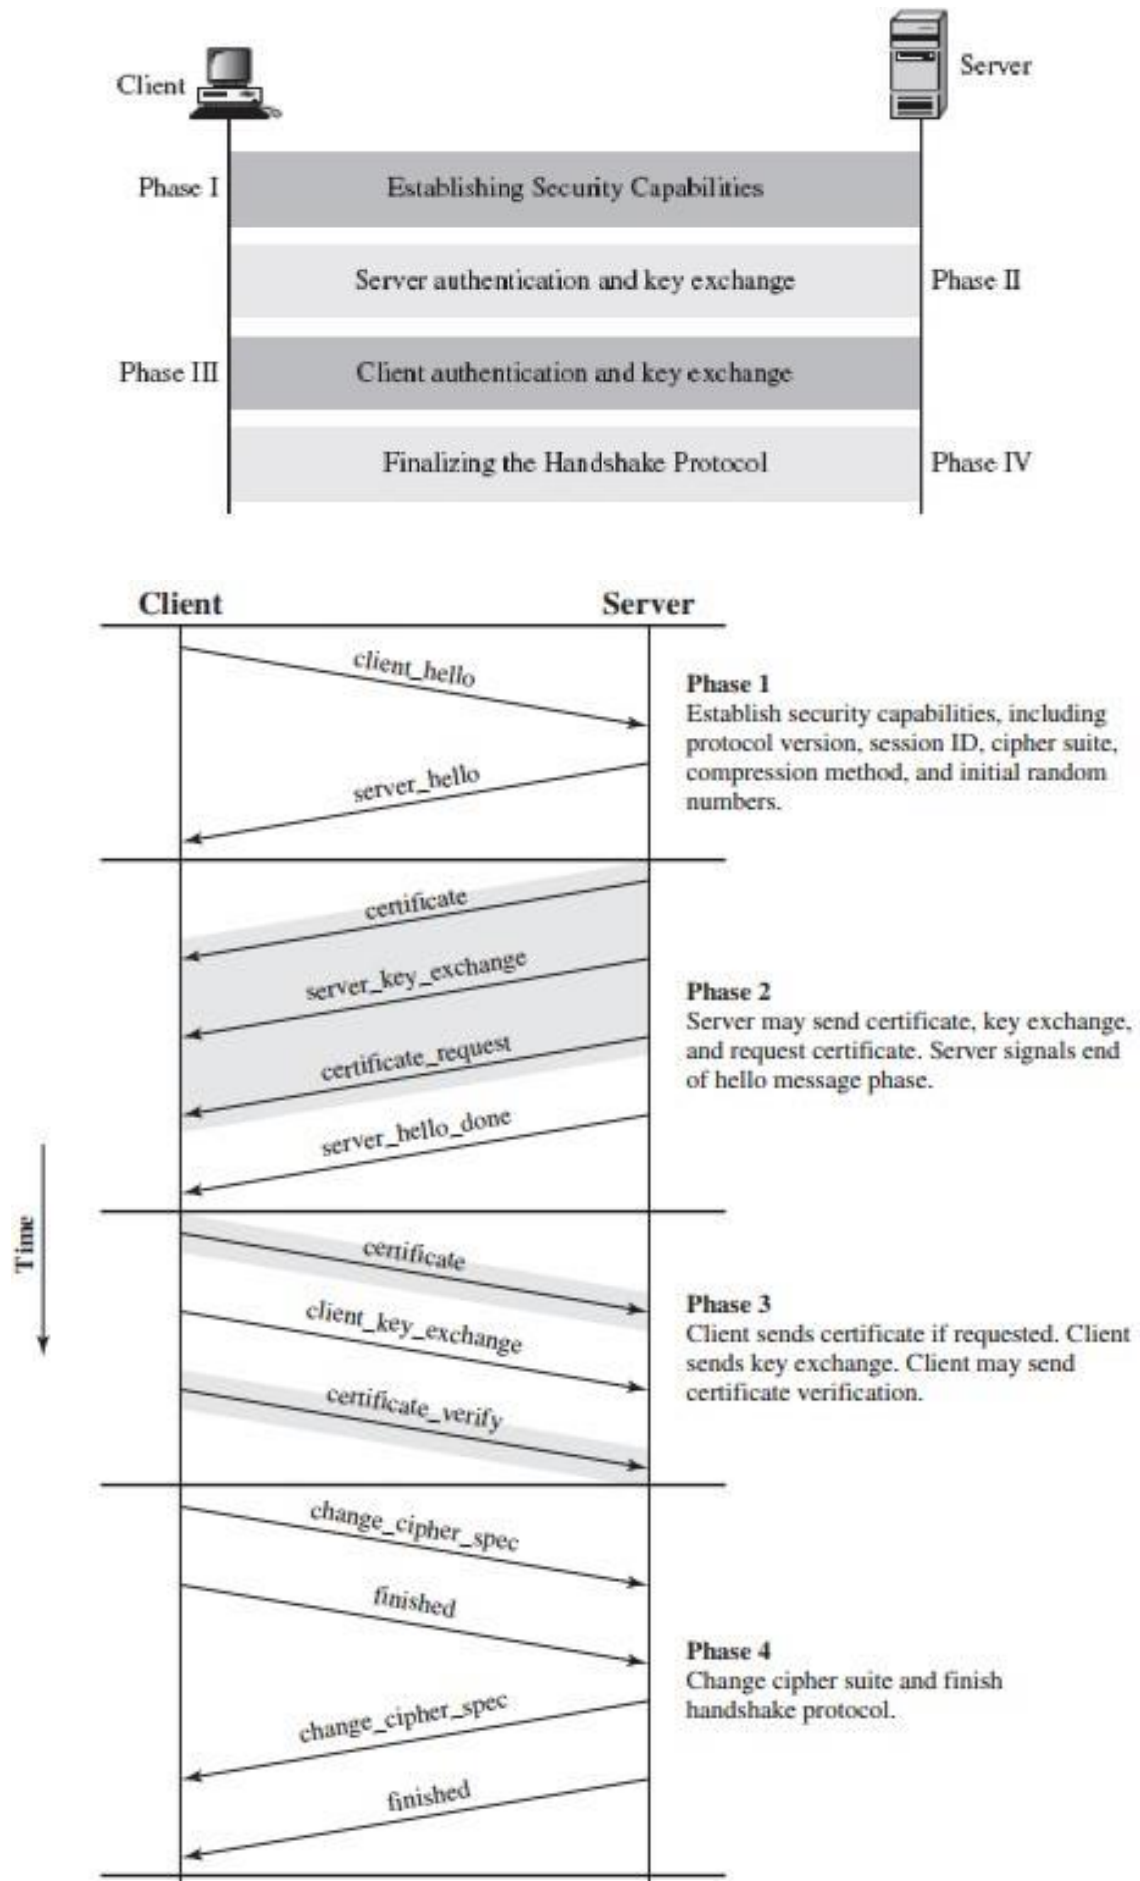 Client
Server
Phase I
Establishing Security Capabilities
Server authentication and key exchange
Phase II
Phase III
Client authentication and key exchange
Finalizing the Handshake Protocol
Phase IV
Client
Server
client_hello
server_hello
Phase 1
Establish security capabilities, including
protocol version, session ID, cipher suite,
compression method, and initial random
numbers.
certificate
server_key_exchange
certificate_request
server_hello_done
Phase 2
Server may send certificate, key exchange,
and request certificate. Server signals end
of hello message phase.
Time
certificate
client_key_exchange
certificate_verify
Phase 3
Client sends certificate if requested. Client
sends key exchange. Client may send
certificate verification.
change_cipher_spec
finished
change_cipher_spec
finished
Phase 4
Change cipher suite and finish
handshake protocol.